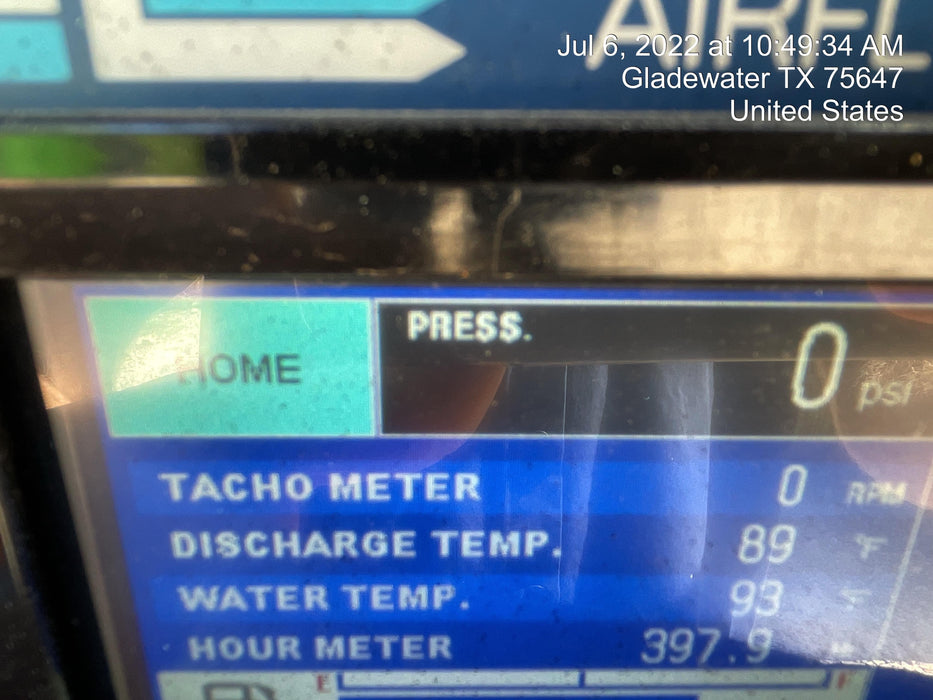 Jul 6, 2022 at 10:49:34 AM
Gladewater TX 75647
United States
HOME
PRESS. 0 psi
TACHO METER 0 RPM
DISCHARGE TEMP. 89 °F
WATER TEMP. 93
HOUR METER 397.9
E F